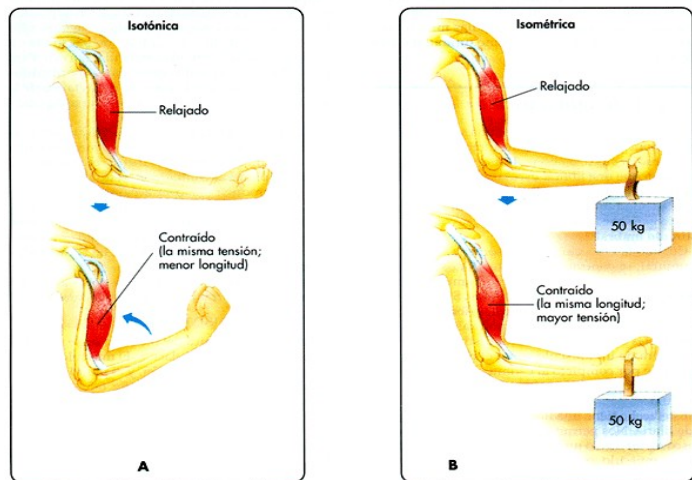 Isotónica
Relajado
Contraído
(la misma tensión;
menor longitud)
A
Isométrica
Relajado
50 kg
Contraído
(la misma longitud;
mayor tensión)
50 kg
B